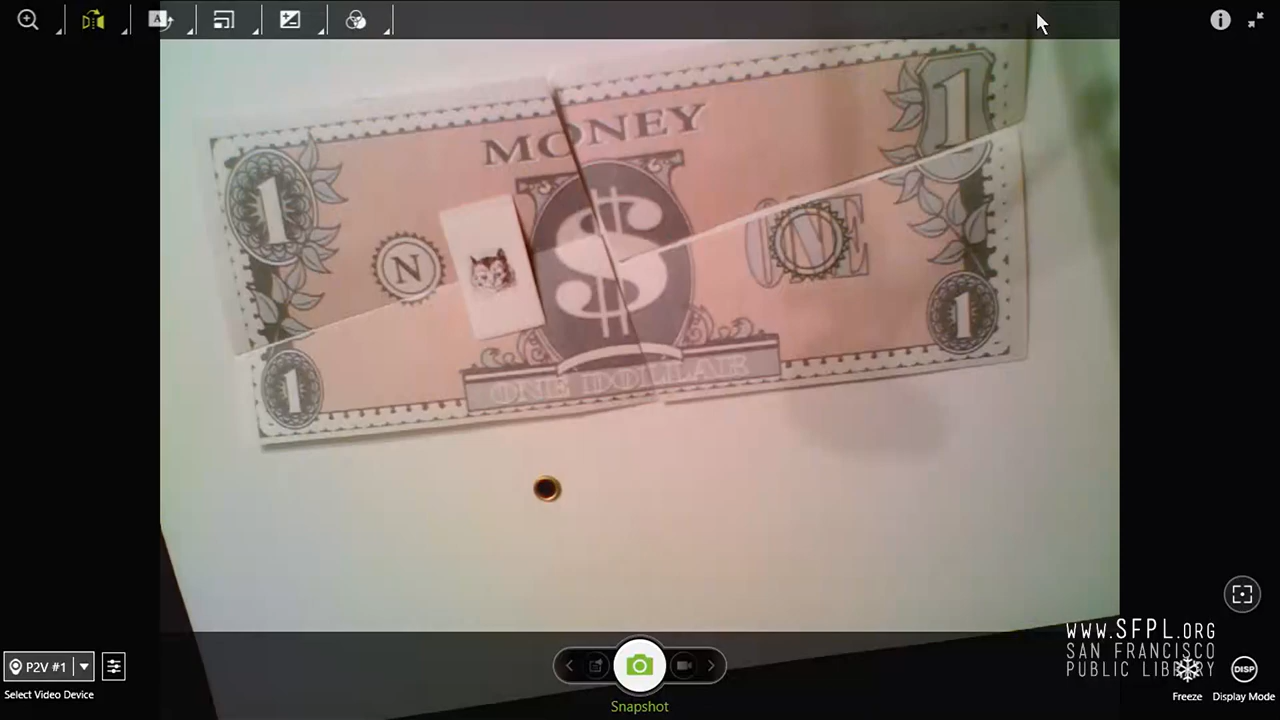 A
MONEY
1
1
$
N
ONE
1
1
ONE DOLLAR
WWW.SFPL.ORG
SAN FRANCISCO
PUBLIC LIBRARY
P2V #1
Select Video Device
Snapshot
DISP
Freeze
Display Mode